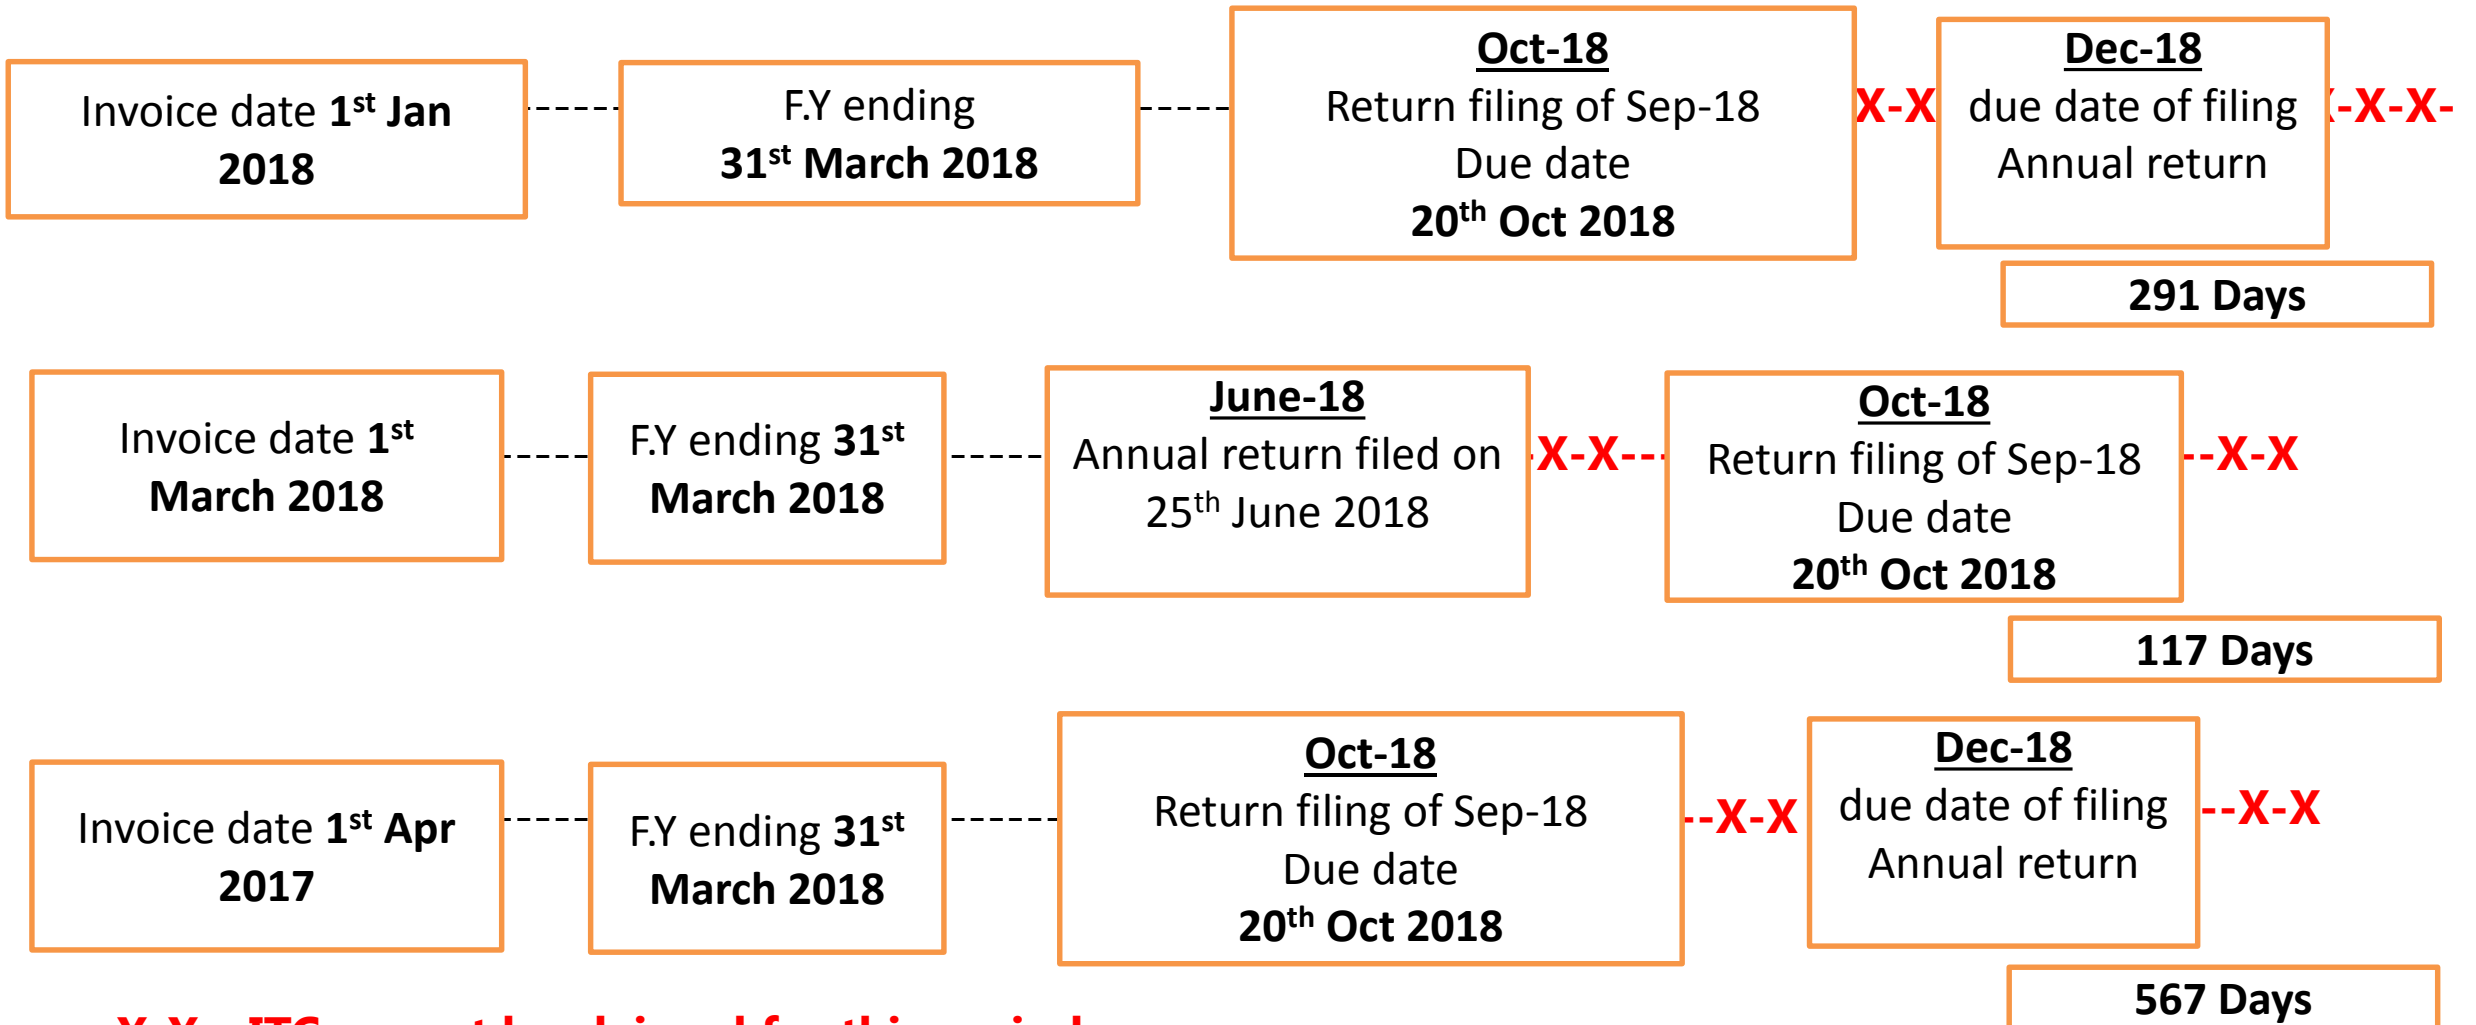 Invoice date 1st Jan
2018
F.Y ending
31st March 2018
Oct-18
Return filing of Sep-18
Due date
20th Oct 2018
X-X
Dec-18
due date of filing
Annual return
-X-X-
291 Days
Invoice date 1st
March 2018
F.Y ending 31st
March 2018
June-18
Annual return filed on
25th June 2018
-X-X---
Oct-18
Return filing of Sep-18
Due date
20th Oct 2018
--X-X
117 Days
Invoice date 1st Apr
2017
F.Y ending 31st
March 2018
Oct-18
Return filing of Sep-18
Due date
20th Oct 2018
--X-X
Dec-18
due date of filing
Annual return
--X-X
567 Days